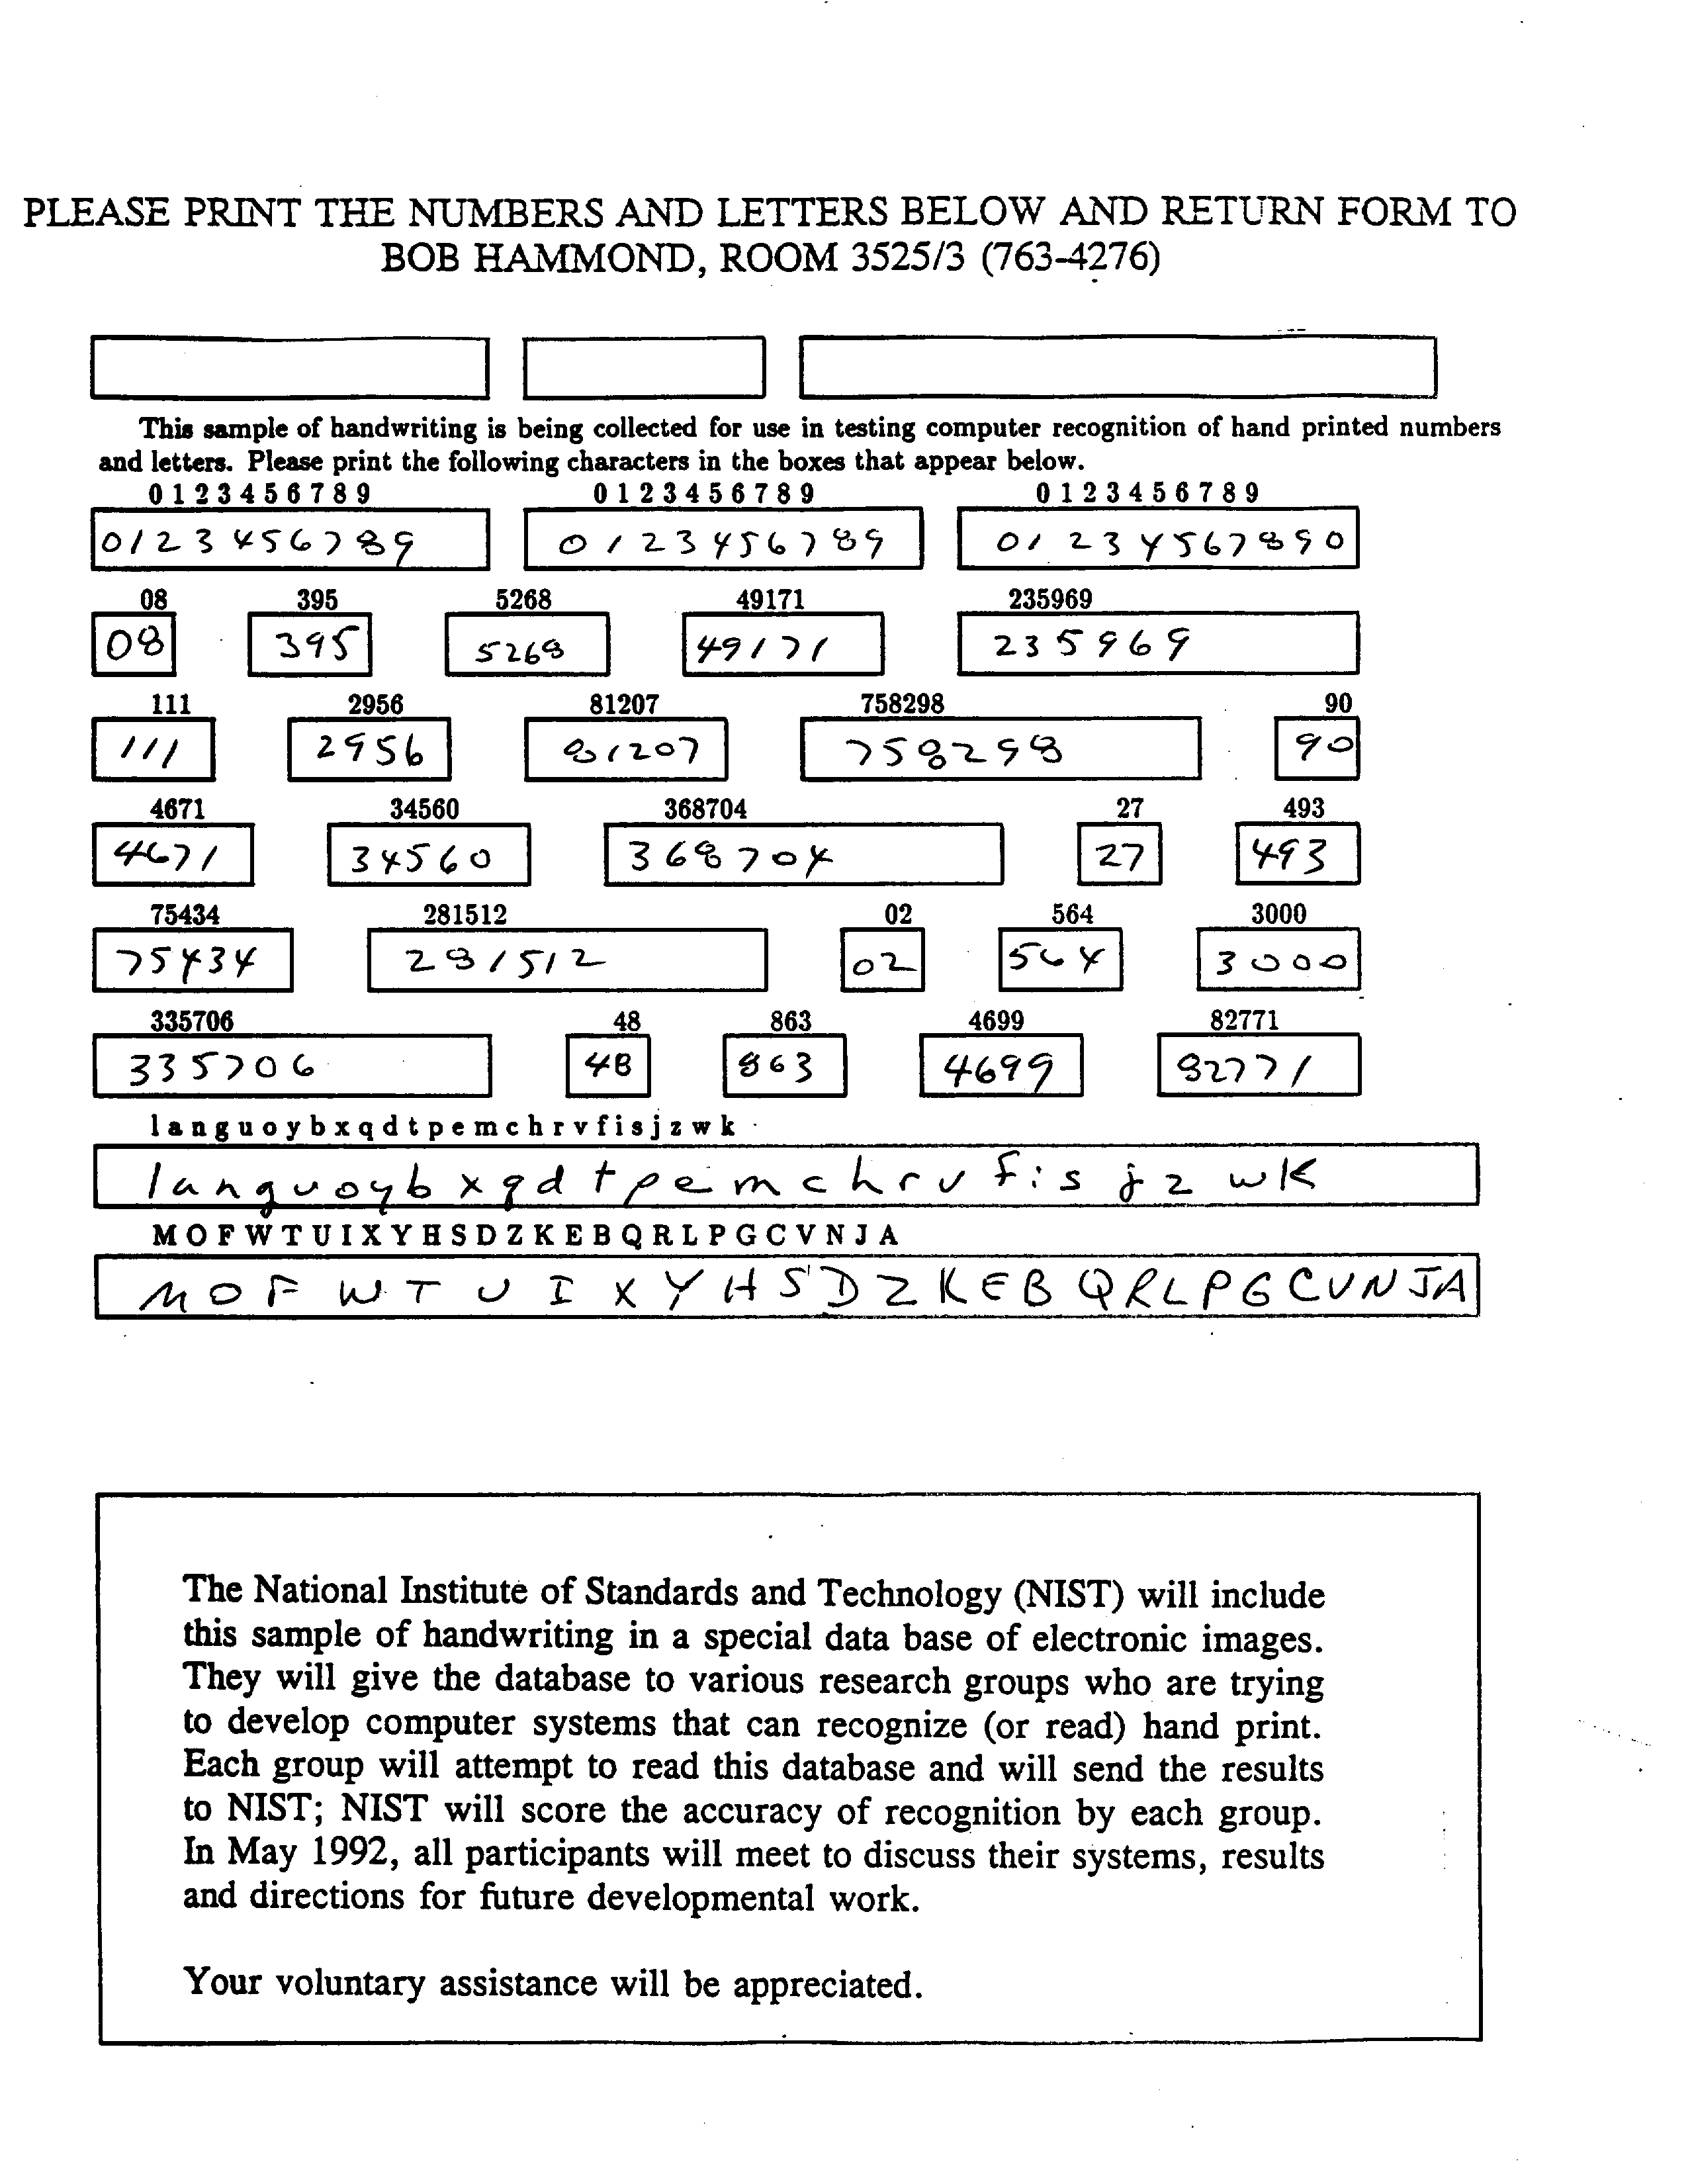 PLEASE PRINT THE NUMBERS AND LETTERS BELOW AND RETURN FORM TO
BOB HAMMOND, ROOM 3525/3 (763-4276)
This sample of handwriting is being collected for use in testing computer recognition of hand printed numbers
and letters. Please print the following characters in the boxes that appear below.
0 1 2 3 4 5 6 7 8 9 0 1 2 3 4 5 6 7 8 9 0 1 2 3 4 5 6 7 8 9
0123456789 0123456789 01234567890
08 395 5268 49171 235969
08 395 5268 49171 235969
111 2956 81207 758298 90
111 2956 81207 758298 90
4671 34560 368704 27 493
4671 34560 368704 27 493
75434 281512 02 564 3000
75434 281512 02 564 3000
335706 48 863 4699 82771
335706 48 863 4699 82771
l a n g u o y b x q d t p e m c h r v f i s j z w k
l a n g u o y b x q d t p e m c h r v f i s j z w k
M O F W T U I X Y H S D Z K E B Q R L P G C V N J A
M O F W T U I X Y H S D Z K E B Q R L P G C V N J A
The National Institute of Standards and Technology (NIST) will include
this sample of handwriting in a special data base of electronic images.
They will give the database to various research groups who are trying
to develop computer systems that can recognize (or read) hand print.
Each group will attempt to read this database and will send the results
to NIST; NIST will score the accuracy of recognition by each group.
In May 1992, all participants will meet to discuss their systems, results
and directions for future developmental work.
Your voluntary assistance will be appreciated.